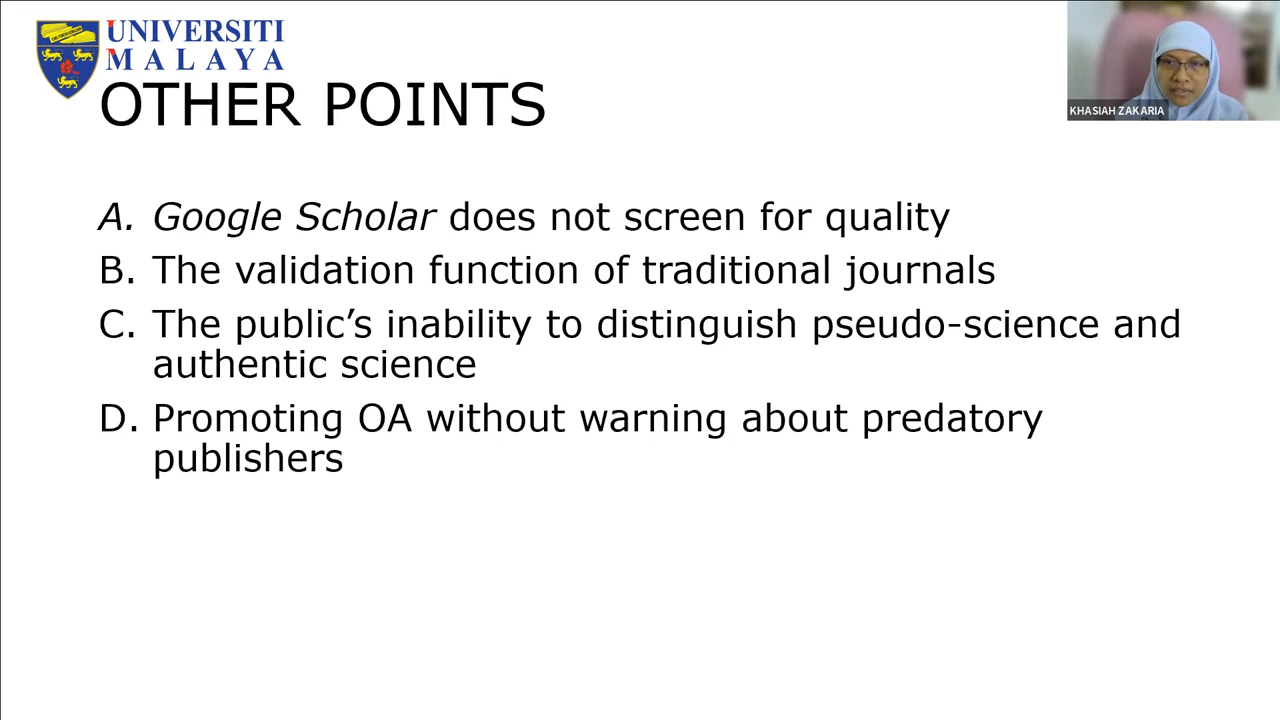 UNIVERSITI
MALAYA
OTHER POINTS
KHASIAH ZAKARIA
A. Google Scholar does not screen for quality
B. The validation function of traditional journals
C. The public’s inability to distinguish pseudo-science and
authentic science
D. Promoting OA without warning about predatory
publishers